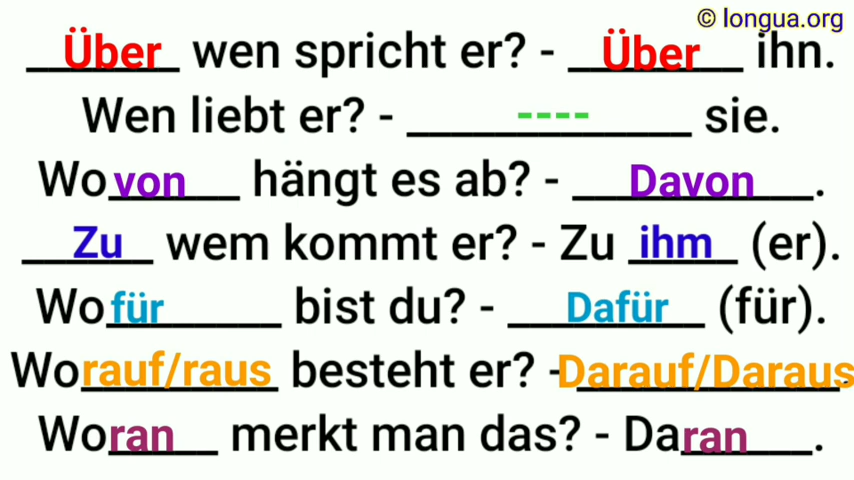 © longua.org
Über wen spricht er? - Über ihn.
Wen liebt er? - ---- sie.
Wovon hängt es ab? - Davon.
Zu wem kommt er? - Zu ihm (er).
Wofür bist du? - Dafür (für).
Worauf/raus besteht er? - Darauf/Daraus.
Woran merkt man das? - Daran.